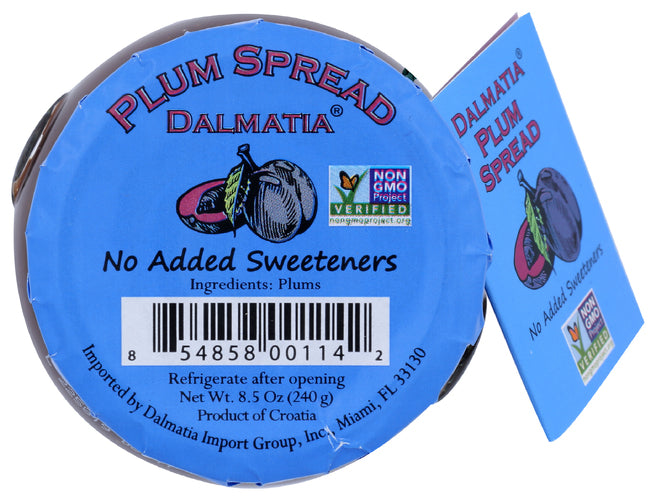 PLUM SPREAD
DALMATIA®
NON
GMO
Project
VERIFIED
nongmoproject.org
No Added Sweeteners
Ingredients: Plums
8 54858 00114 2
Refrigerate after opening
Net Wt. 8.5 Oz (240 g)
Product of Croatia
Imported by Dalmatia Import Group, Inc., Miami, FL 33130
DALMATIA®
PLUM
SPREAD
No Added Sweeteners
NON
GMO
Project
VERIFIED
nongmoproject.org